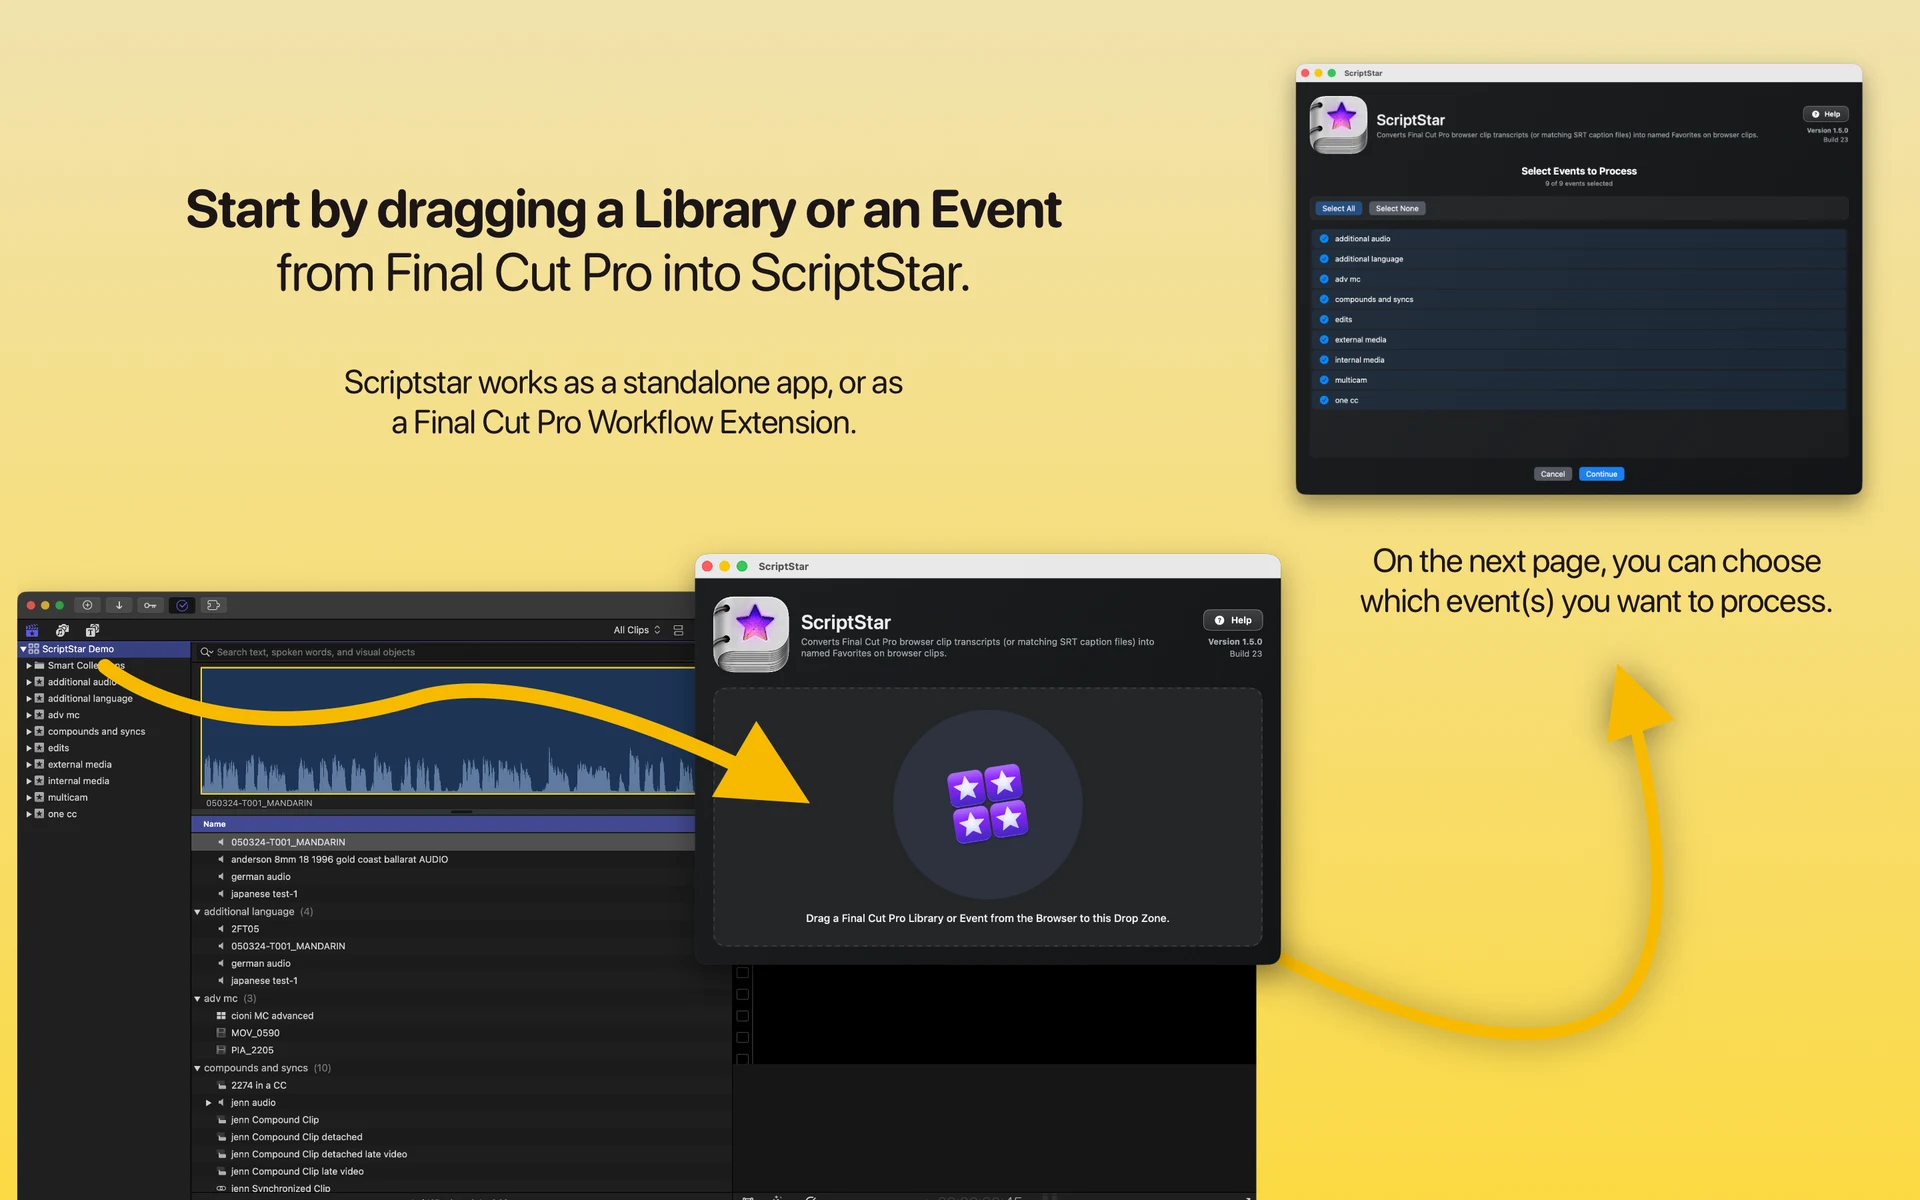 Start by dragging a Library or an Event
from Final Cut Pro into ScriptStar.
Scriptstar works as a standalone app, or as
a Final Cut Pro Workflow Extension.
ScriptStar
ScriptStar
Converts Final Cut Pro browser clip transcripts (or matching SRT caption files) into named Favorites on browser clips.
Help
Version 1.5.0
Build 23
Select Events to Process
9 of 9 events selected
Select All
Select None
additional audio
additional language
adv mc
compounds and syncs
edits
external media
internal media
multicam
one cc
Cancel
Continue
On the next page, you can choose
which event(s) you want to process.
All Clips
ScriptStar Demo
Smart Colle
additional audio
additional language
adv mc
compounds and syncs
edits
external media
internal media
multicam
one cc
Search text, spoken words, and visual objects
050324-T001_MANDARIN
Name
050324-T001_MANDARIN
anderson 8mm 18 1996 gold coast ballarat AUDIO
german audio
japanese test-1
additional language (4)
2FT05
050324-T001_MANDARIN
german audio
japanese test-1
adv mc (3)
cioni MC advanced
MOV_0590
PIA_2205
compounds and syncs (10)
2274 in a CC
jenn audio
jenn Compound Clip
jenn Compound Clip detached
jenn Compound Clip detached late video
jenn Compound Clip late video
jenn Synchronized Clip
ScriptStar
ScriptStar
Converts Final Cut Pro browser clip transcripts (or matching SRT caption files) into
named Favorites on browser clips.
Help
Version 1.5.0
Build 23
Drag a Final Cut Pro Library or Event from the Browser to this Drop Zone.